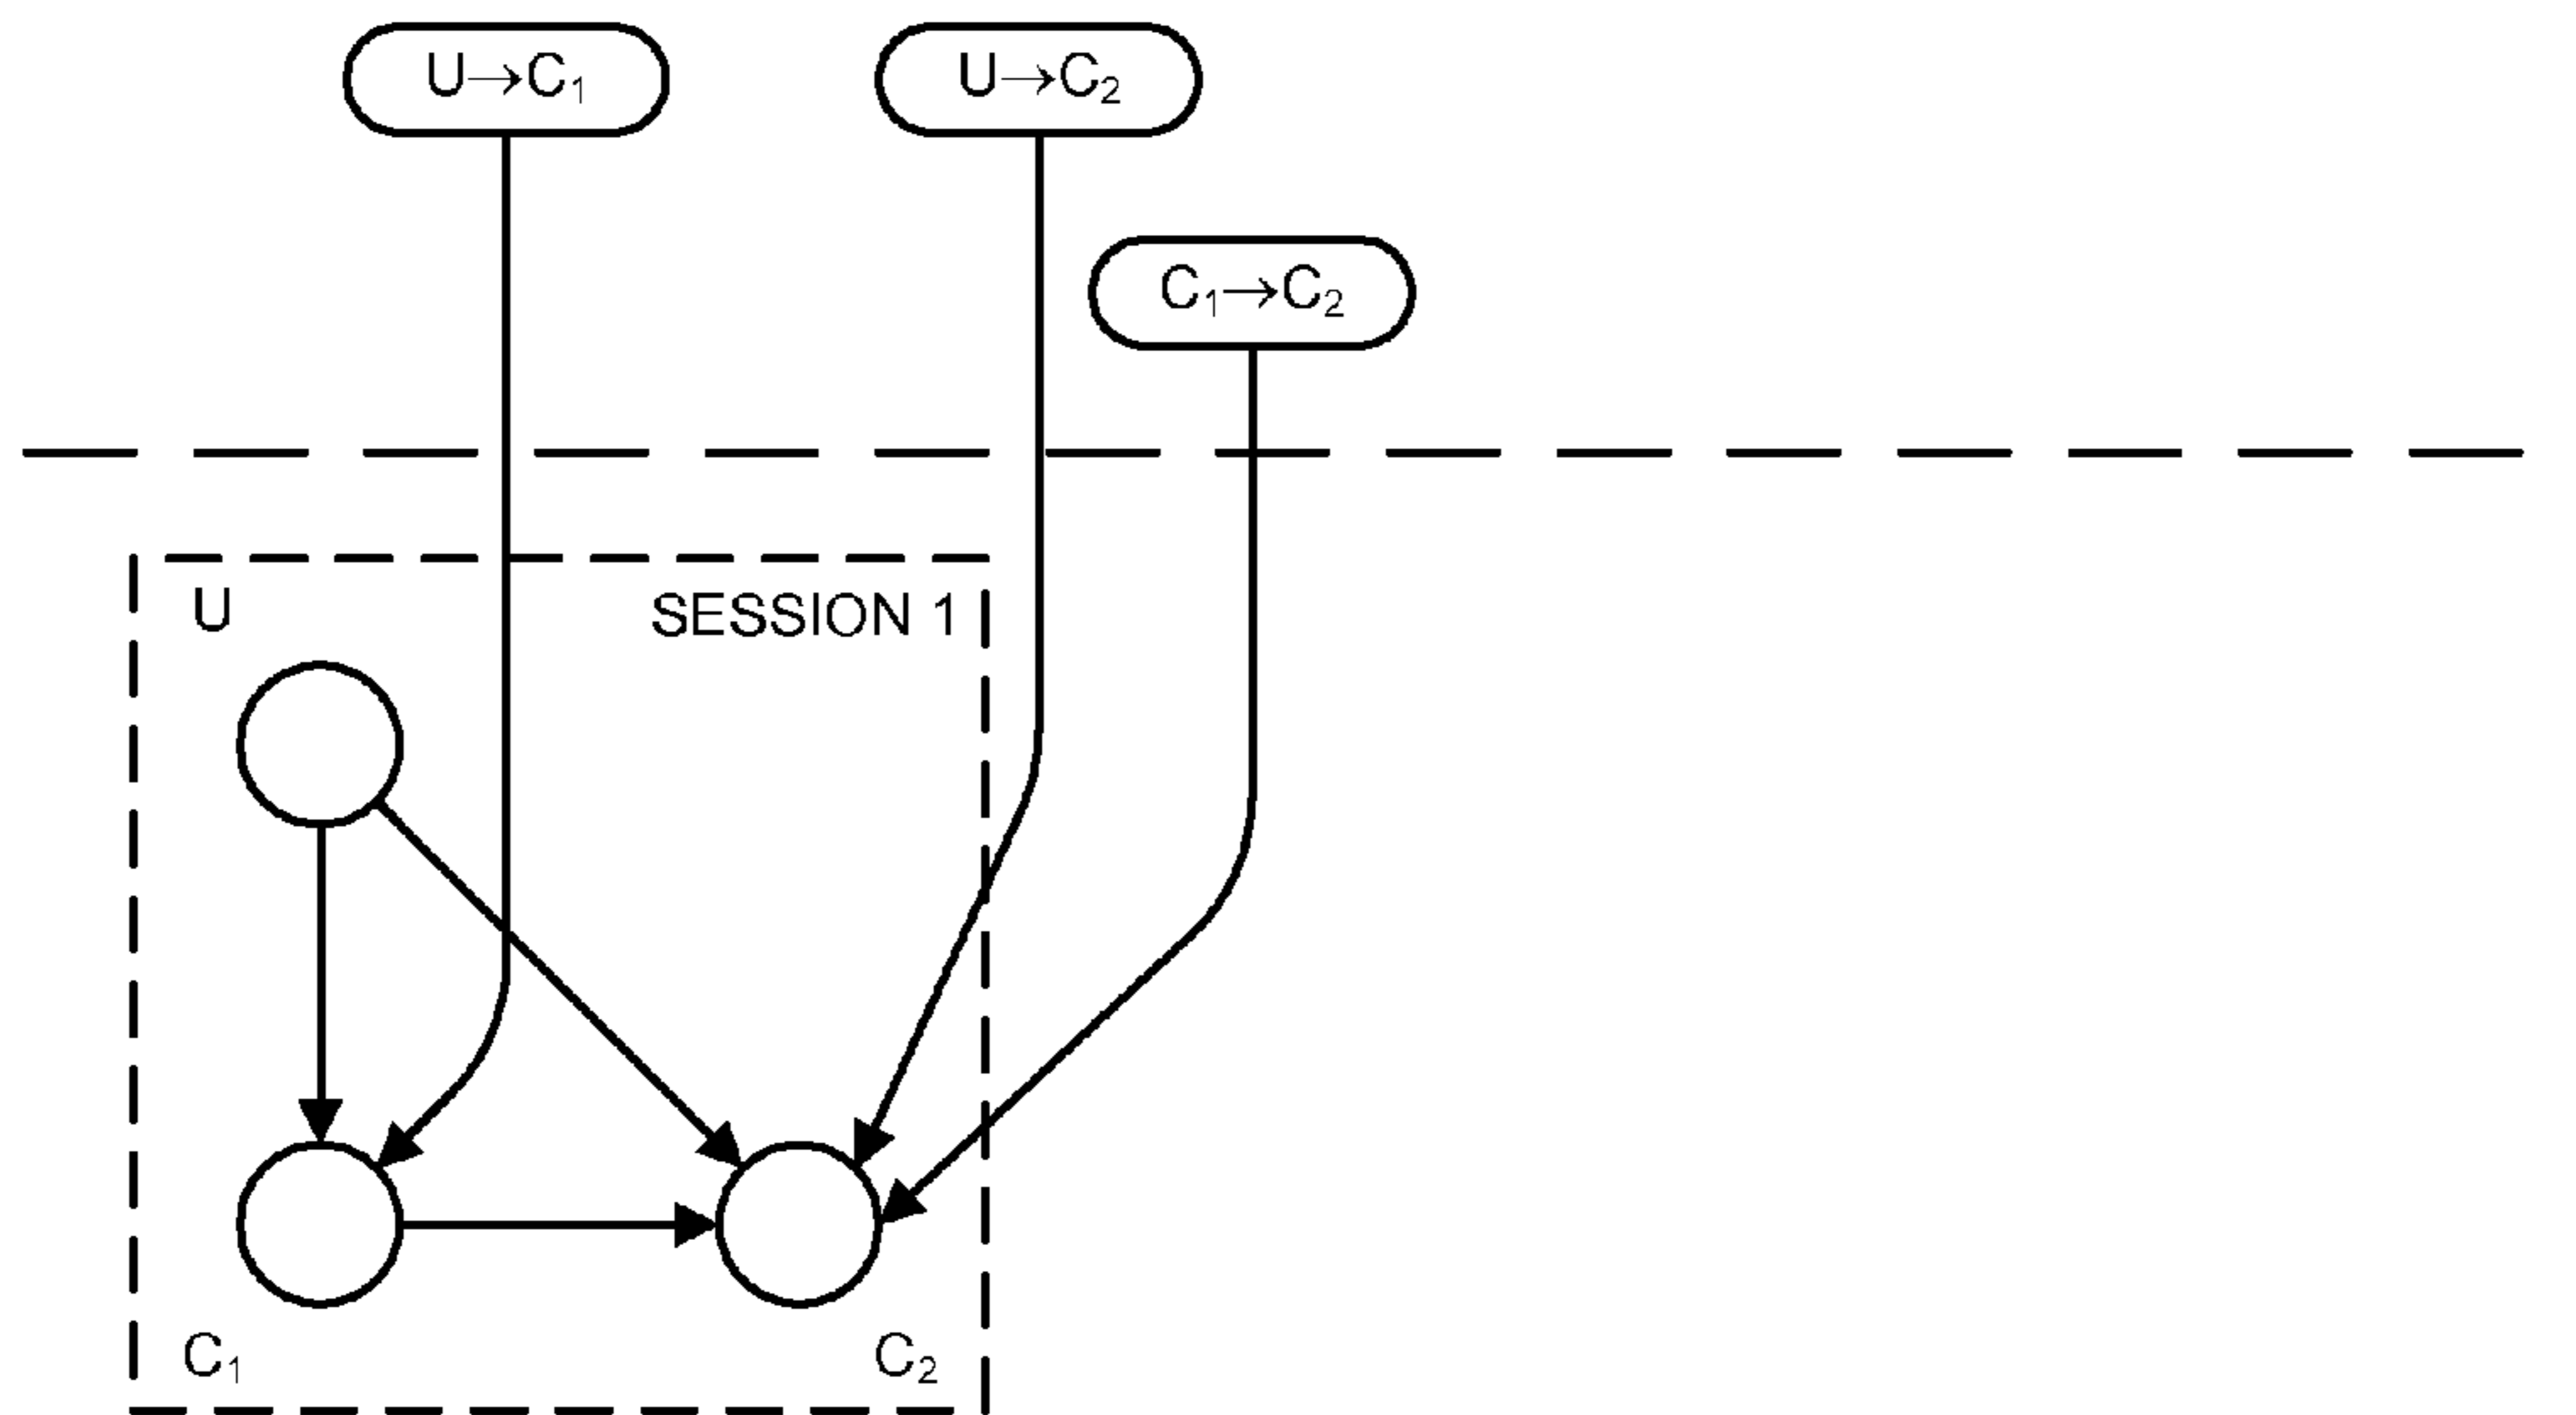 U→C₁
U→C₂
C₁→C₂
U
SESSION 1
C₁
C₂